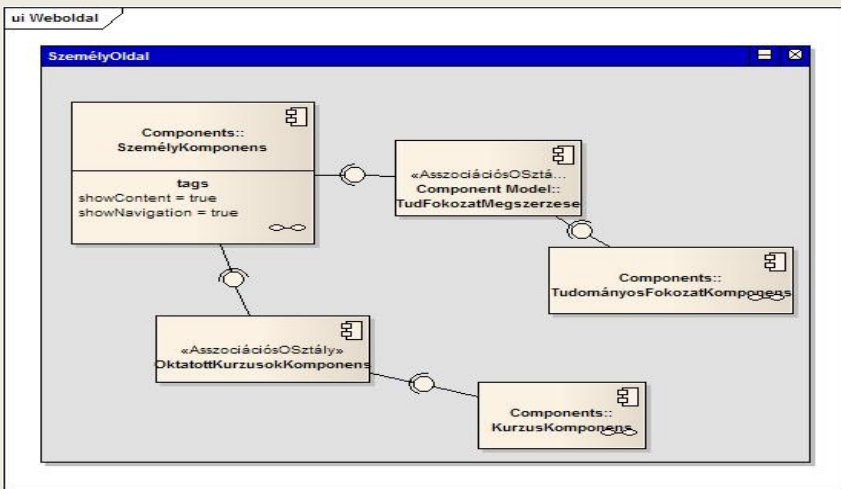 ui Weboldal
SzemélyOldal
Components::
SzemélyKomponens
tags
showContent = true
showNavigation = true
«AsszociációsOSztá...
Component Model::
TudFokozatMegszerzese
Components::
TudományosFokozatKomponens
«AsszociációsOSztály»
OktatottKurzusokKomponens
Components::
KurzusKomponens